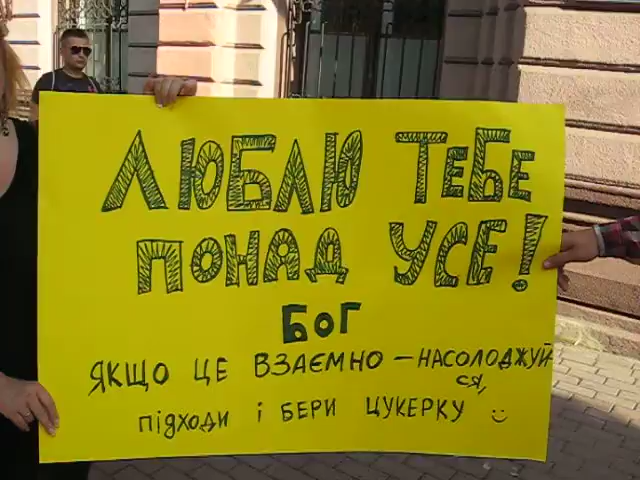 ЛЮБЛЮ ТЕБЕ
ПОНАД УСЕ!
БОГ
ЯКЩО ЦЕ ВЗАЄМНО – НАСОЛОДЖУЙ
СЯ,
ПІДХОДИ І БЕРИ ЦУКЕРКУ :)